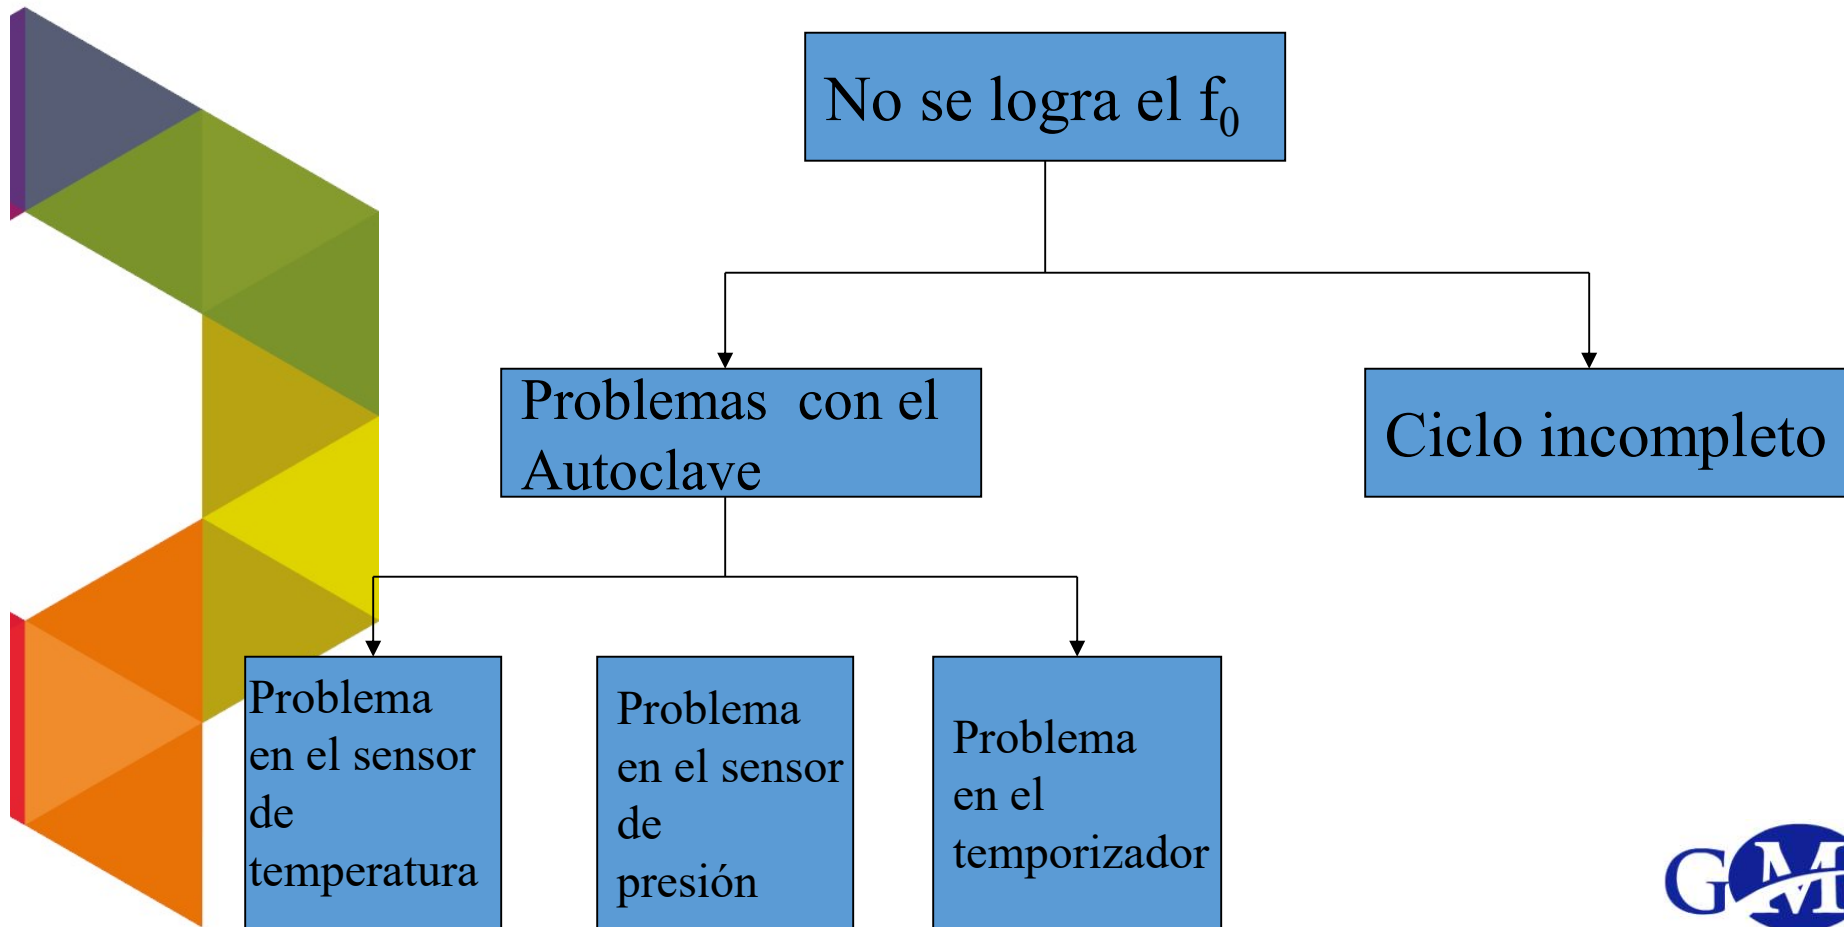 No se logra el f₀
Problemas con el
Autoclave
Ciclo incompleto
Problema
en el sensor
de
temperatura
Problema
en el sensor
de
presión
Problema
en el
temporizador
GM